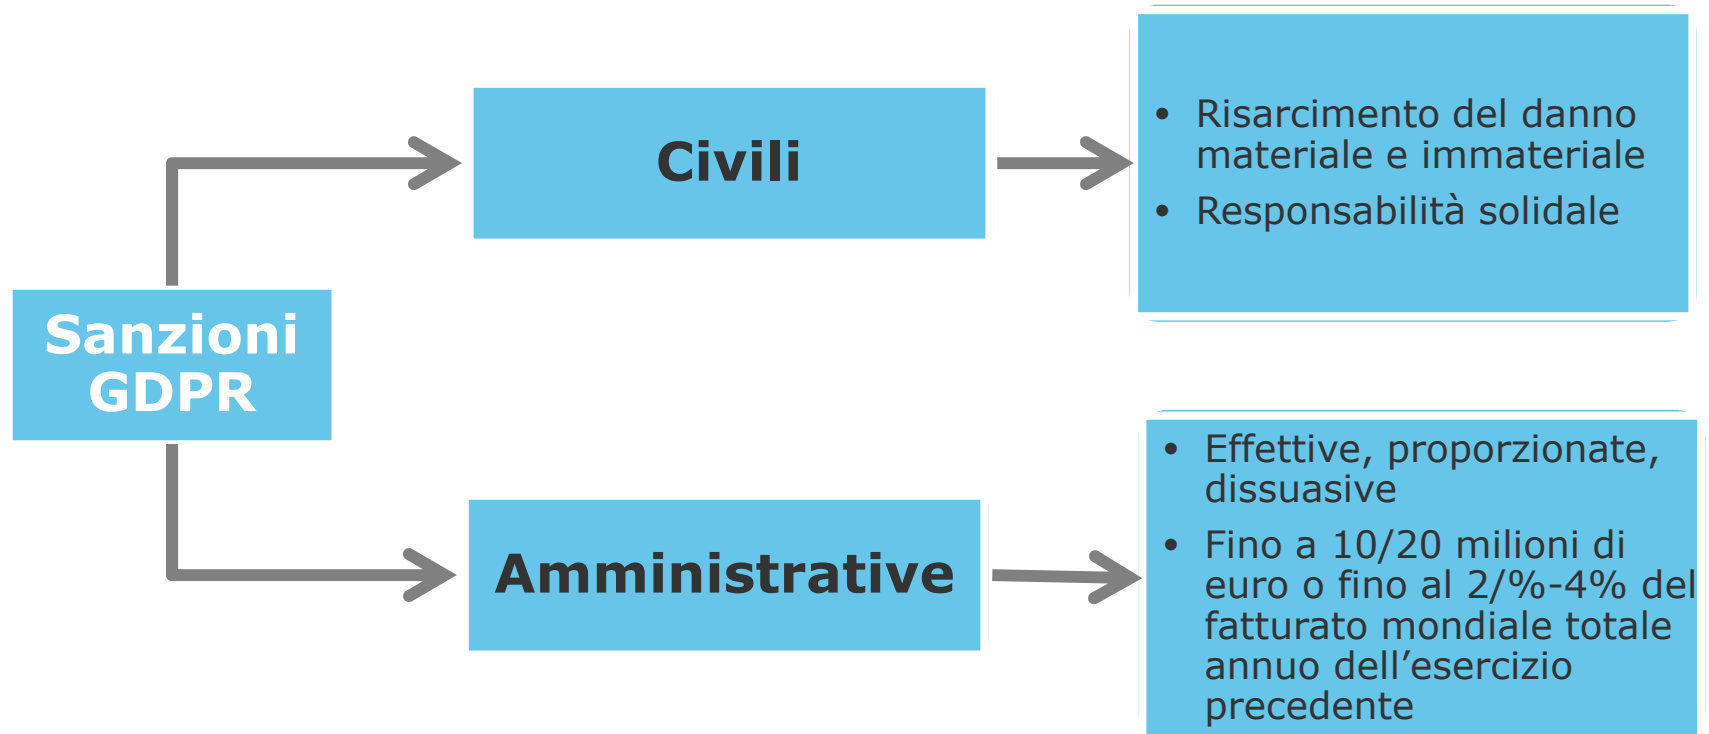 Sanzioni
GDPR
Civili
• Risarcimento del danno
materiale e immateriale
• Responsabilità solidale
Amministrative
• Effettive, proporzionate,
dissuasive
• Fino a 10/20 milioni di
euro o fino al 2/%-4% del
fatturato mondiale totale
annuo dell’esercizio
precedente